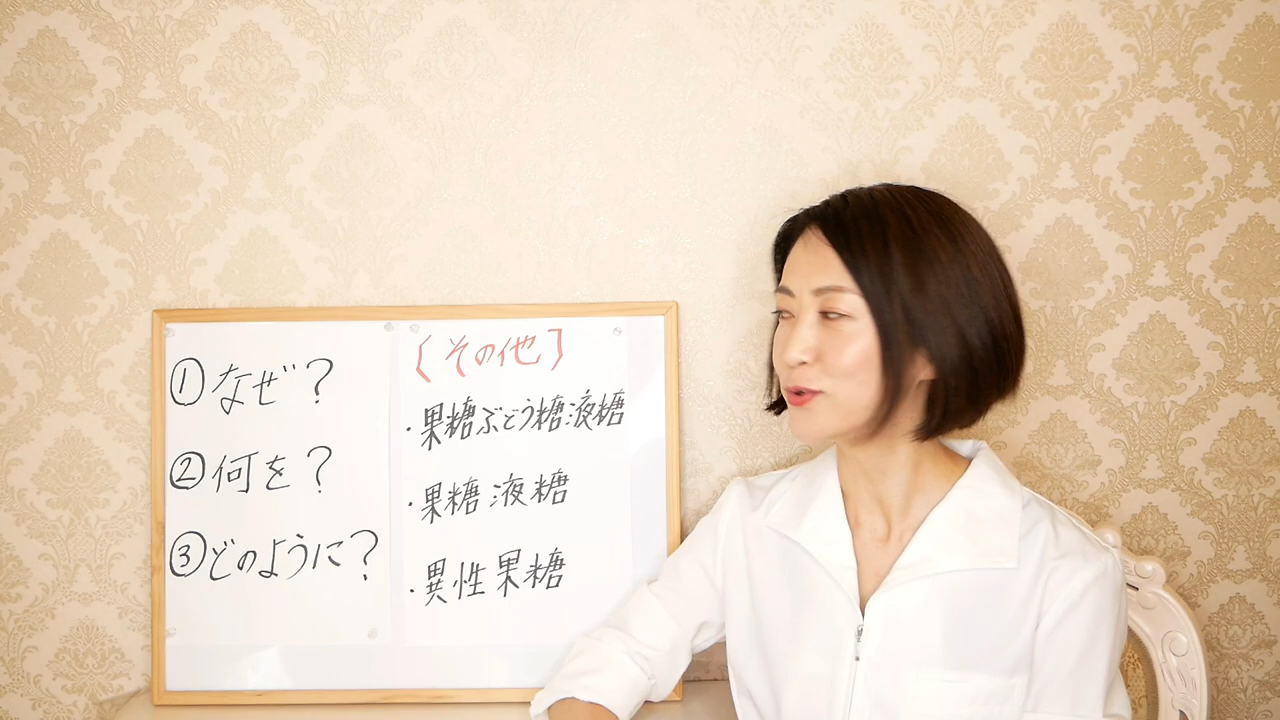 ①なぜ？
②何を？
③どのように？
［その他］
・果糖ぶどう糖液糖
・果糖液糖
・異性果糖